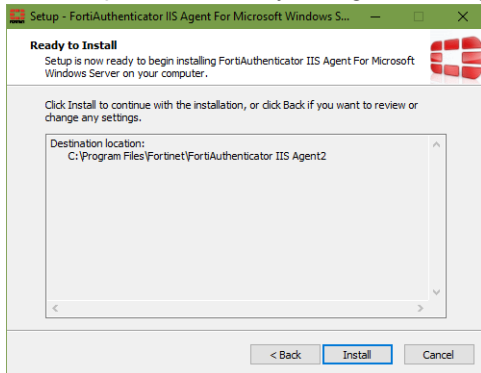 Setup - FortiAuthenticator IIS Agent For Microsoft Windows S...
Ready to Install
Setup is now ready to begin installing FortiAuthenticator IIS Agent For Microsoft
Windows Server on your computer.
Click Install to continue with the installation, or click Back if you want to review or
change any settings.
Destination location:
C:\Program Files\Fortinet\FortiAuthenticator IIS Agent2
< Back Install Cancel